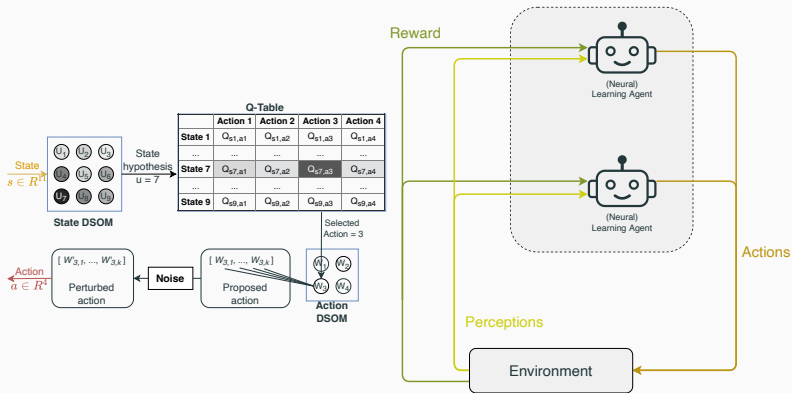 Reward
(Neural)
Learning Agent
(Neural)
Learning Agent
Actions
Perceptions
Environment
Q-Table
Action 1 Action 2 Action 3 Action 4
State 1 Qs1,a1 Qs1,a2 Qs1,a3 Qs1,a4
... ... ... ... ...
State 7 Qs7,a1 Qs7,a2 Qs7,a3 Qs7,a4
... ... ... ... ...
State 9 Qs9,a1 Qs9,a2 Qs9,a3 Qs9,a4
State
s ∈ R¹¹
U1 U2 U3
U4 U5 U6
U7 U8 U9
State DSOM
State
hypothesis
u = 7
Selected
Action = 3
W1 W2
W3 W4
Action
DSOM
[ W3,1, ..., W3,k]
Proposed
action
Noise
[ W'3,1, ..., W'3,k]
Perturbed
action
Action
a ∈ R⁴